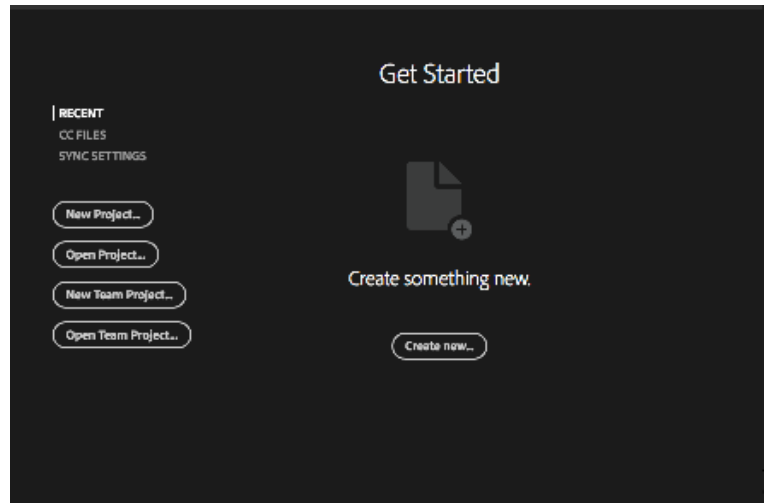 Get Started
RECENT
CC FILES
SYNC SETTINGS
New Project...
Open Project...
New Team Project...
Open Team Project...
Create something new.
Create new...